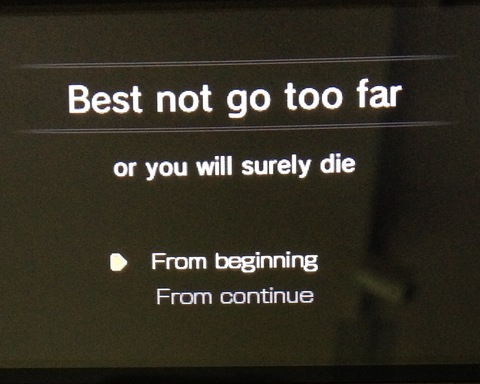 Best not go too far
or you will surely die
From beginning
From continue